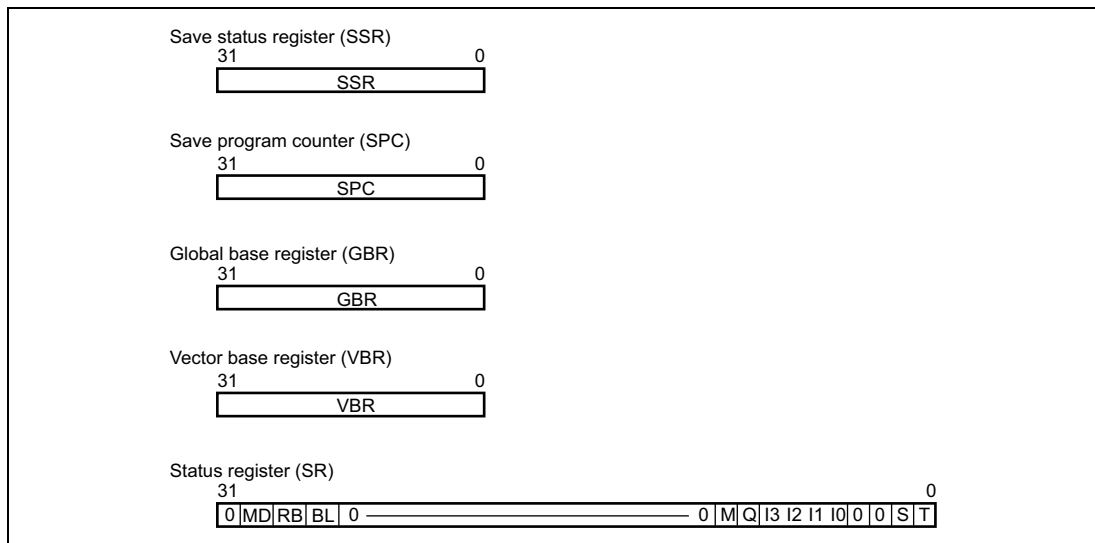 Save status register (SSR)
31 0
SSR
Save program counter (SPC)
31 0
SPC
Global base register (GBR)
31 0
GBR
Vector base register (VBR)
31 0
VBR
Status register (SR)
31 0
0 MD RB BL 0 0 M Q I3 I2 I1 I0 0 0 S T